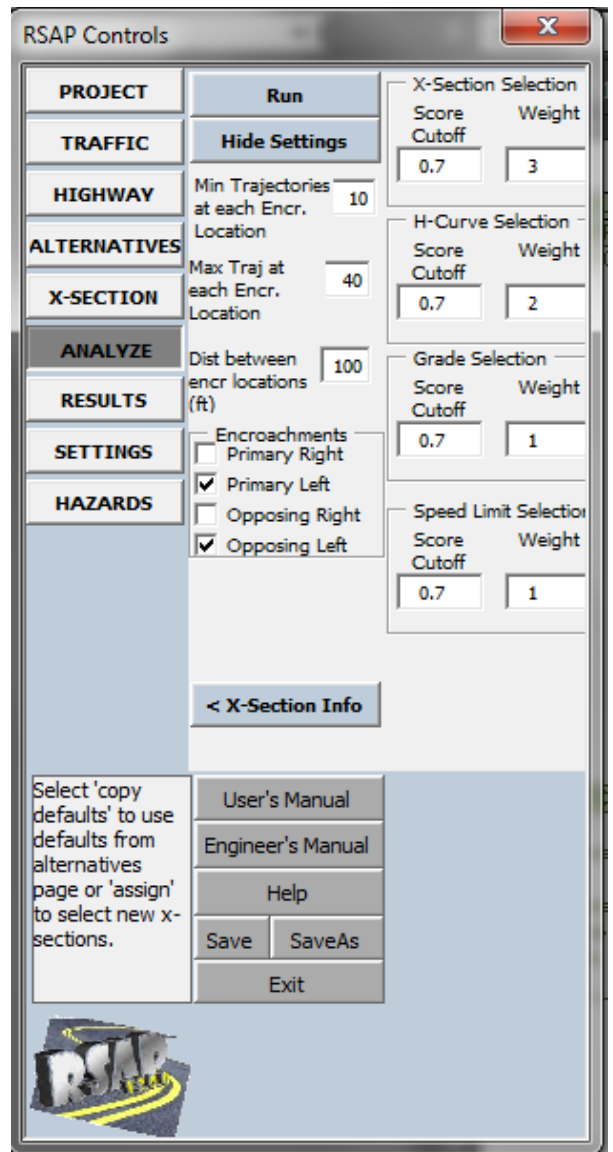 RSAP Controls
PROJECT
TRAFFIC
HIGHWAY
ALTERNATIVES
X-SECTION
ANALYZE
RESULTS
SETTINGS
HAZARDS
Run
Hide Settings
Min Trajectories
at each Encr.
Location
10
Max Traj at
each Encr.
Location
40
Dist between
encr locations
(ft)
100
Encroachments
Primary Right
Primary Left
Opposing Right
Opposing Left
< X-Section Info
X-Section Selection
Score Weight
Cutoff
0.7 3
H-Curve Selection
Score Weight
Cutoff
0.7 2
Grade Selection
Score Weight
Cutoff
0.7 1
Speed Limit Selection
Score Weight
Cutoff
0.7 1
Select 'copy
defaults' to use
defaults from
alternatives
page or 'assign'
to select new x-
sections.
User's Manual
Engineer's Manual
Help
Save SaveAs
Exit
RSAP